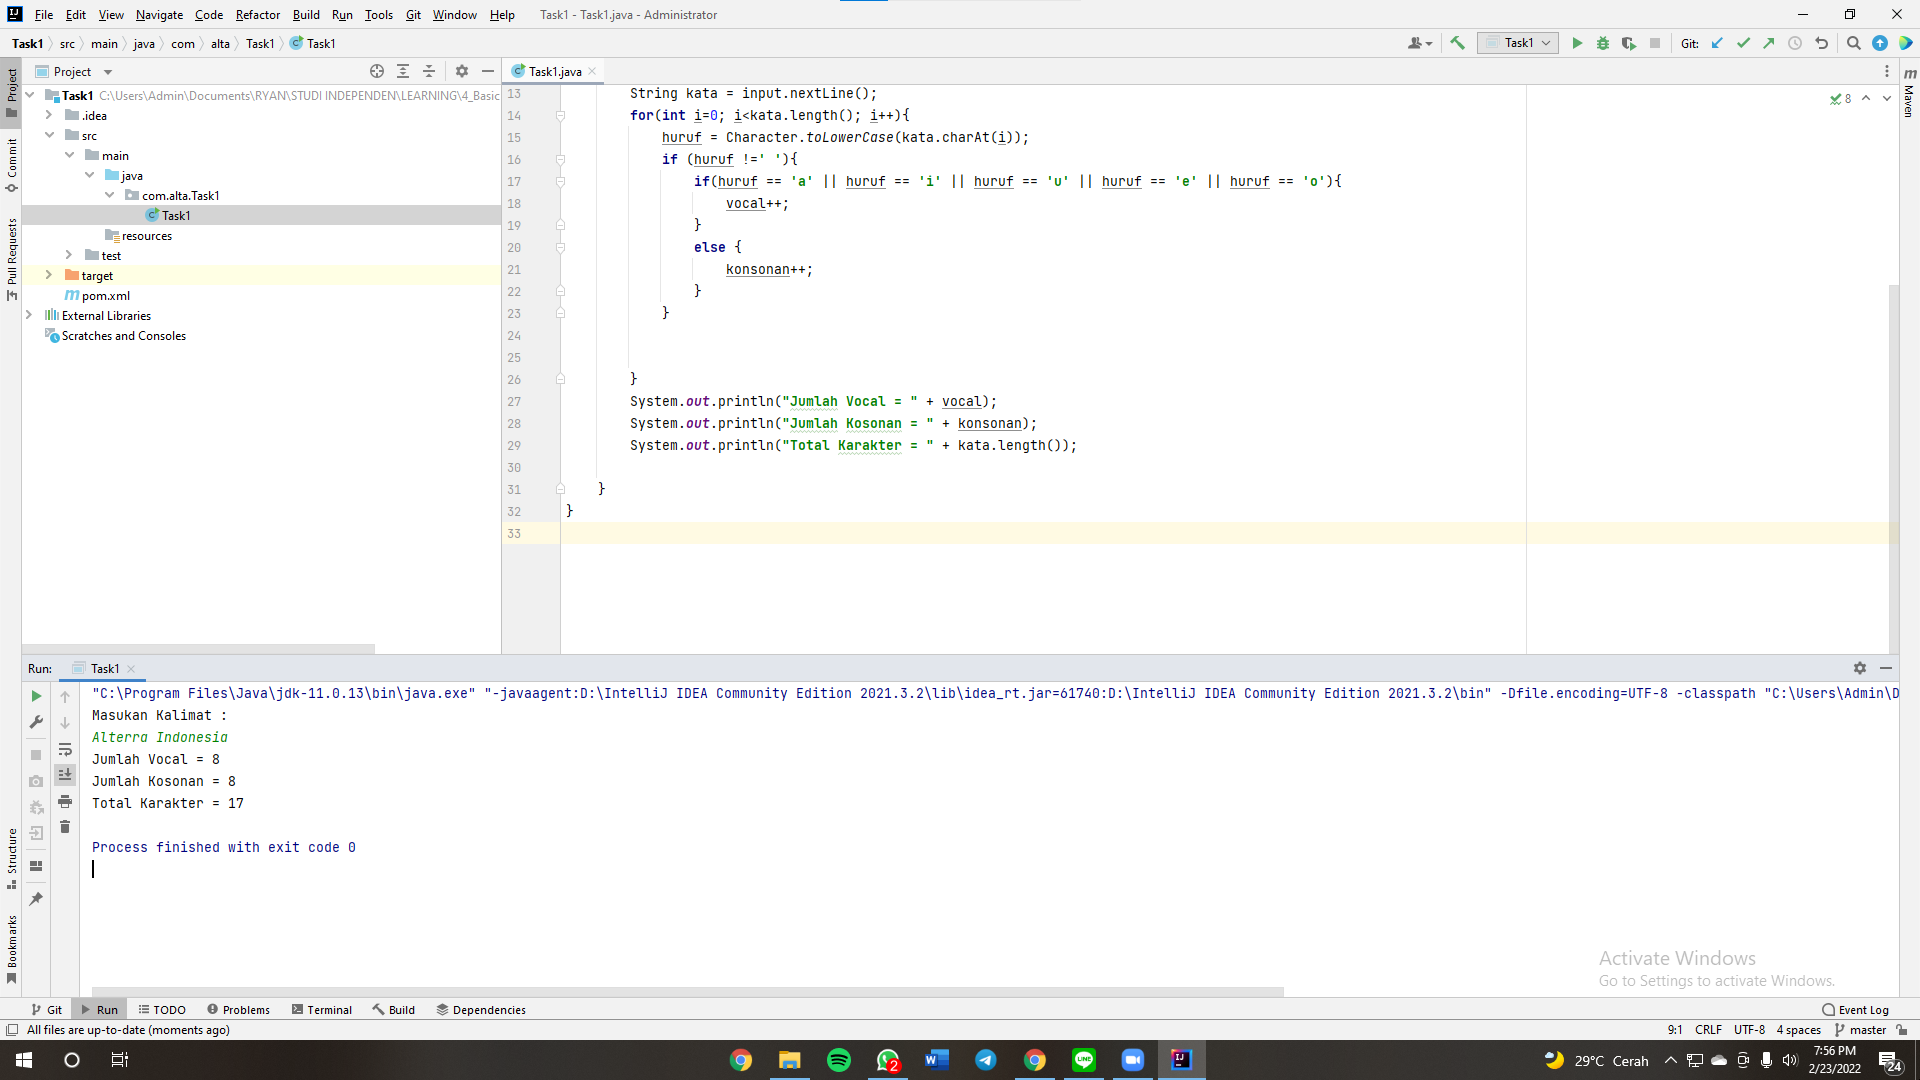 File Edit View Navigate Code Refactor Build Run Tools Git Window Help Task1 - Task1.java - Administrator
Task1 src main java com alta Task1 Task1
Task1 Git:
Project
Task1.java
Project
Commit
Pull Requests
Structure
Bookmarks
Maven
Task1 C:\Users\Admin\Documents\RYAN\STUDI INDEPENDEN\LEARNING\4_Basic
.idea
src
main
java
com.alta.Task1
Task1
resources
test
target
pom.xml
External Libraries
Scratches and Consoles
8
13 String kata = input.nextLine();
14 for(int i=0; i<kata.length(); i++){
15 huruf = Character.toLowerCase(kata.charAt(i));
16 if (huruf !=' '){
17 if(huruf == 'a' || huruf == 'i' || huruf == 'u' || huruf == 'e' || huruf == 'o'){
18 vocal++;
19 }
20 else {
21 konsonan++;
22 }
23 }
24
25
26 }
27 System.out.println("Jumlah Vocal = " + vocal);
28 System.out.println("Jumlah Kosonan = " + konsonan);
29 System.out.println("Total Karakter = " + kata.length());
30
31 }
32 }
33
Run: Task1
"C:\Program Files\Java\jdk-11.0.13\bin\java.exe" "-javaagent:D:\IntelliJ IDEA Community Edition 2021.3.2\lib\idea_rt.jar=61740:D:\IntelliJ IDEA Community Edition 2021.3.2\bin" -Dfile.encoding=UTF-8 -classpath "C:\Users\Admin\D
Masukan Kalimat :
Alterra Indonesia
Jumlah Vocal = 8
Jumlah Kosonan = 8
Total Karakter = 17
Process finished with exit code 0
Activate Windows
Go to Settings to activate Windows.
Git Run TODO Problems Terminal Build Dependencies Event Log
All files are up-to-date (moments ago) 9:1 CRLF UTF-8 4 spaces master
2 29°C Cerah 7:56 PM
2/23/2022 24